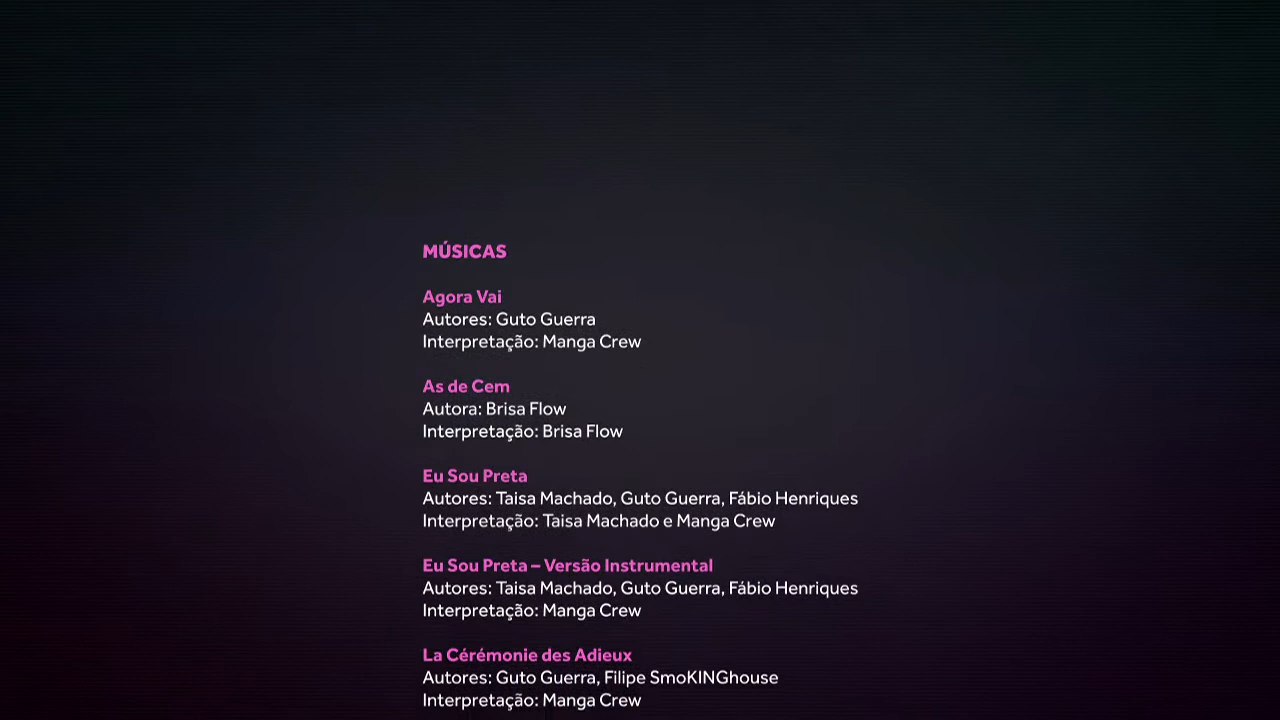 MÚSICAS
Agora Vai
Autores: Guto Guerra
Interpretação: Manga Crew
As de Cem
Autora: Brisa Flow
Interpretação: Brisa Flow
Eu Sou Preta
Autores: Taisa Machado, Guto Guerra, Fábio Henriques
Interpretação: Taisa Machado e Manga Crew
Eu Sou Preta – Versão Instrumental
Autores: Taisa Machado, Guto Guerra, Fábio Henriques
Interpretação: Manga Crew
La Cérémonie des Adieux
Autores: Guto Guerra, Filipe SmoKINGhouse
Interpretação: Manga Crew